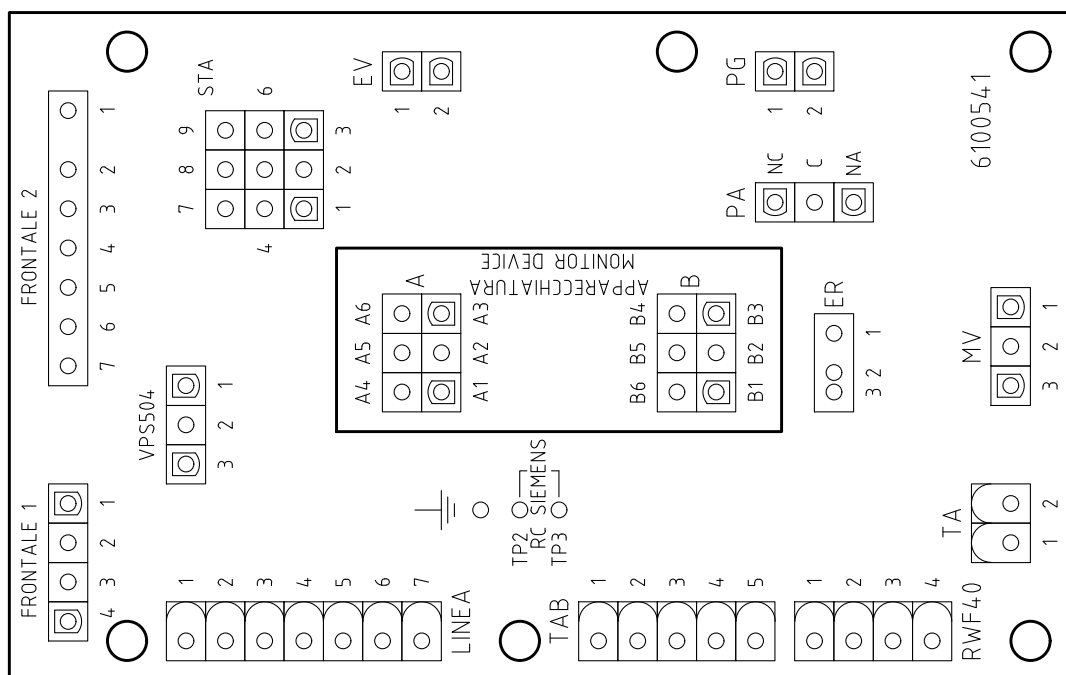 FRONTALE 1
4 3 2 1
FRONTALE 2
7 6 5 4 3 2 1
VPS504
3 2 1
STA
7 8 9
4 6
1 2 3
EV
1
2
PG
1
2
6100541
PA
NC
C
NA
APPARECCHIATURA
MONITOR DEVICE
A
A4 A5 A6
A1 A2 A3
B
B6 B5 B4
B1 B2 B3
ER
3 2 1
MV
3 2 1
TA
1 2
TP2
RC SIEMENS
TP3
LINEA
1
2
3
4
5
6
7
TAB
1
2
3
4
5
RWF40
1
2
3
4